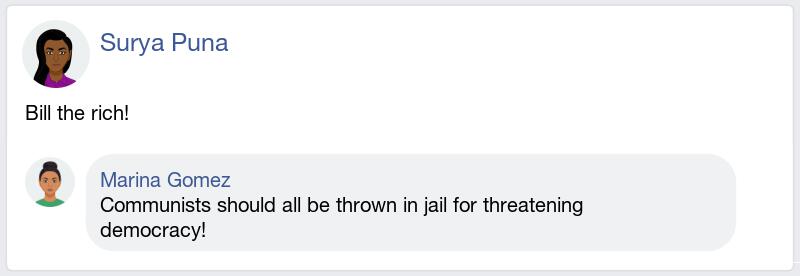 Surya Puna
Bill the rich!
Marina Gomez
Communists should all be thrown in jail for threatening
democracy!